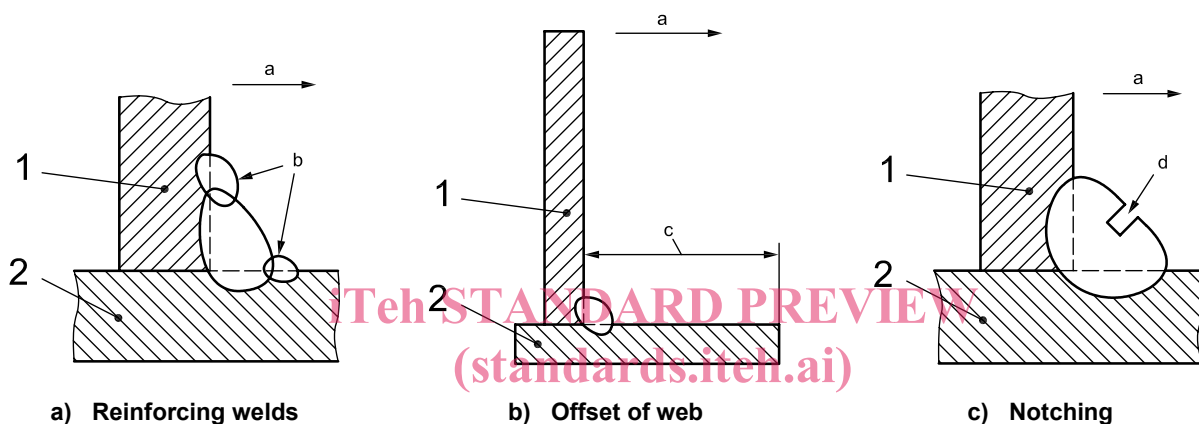 a
1
b
2
a) Reinforcing welds
a
1
c
2
b) Offset of web
a
1
d
2
c) Notching
iTeh STANDARD PREVIEW
(standards.iteh.ai)